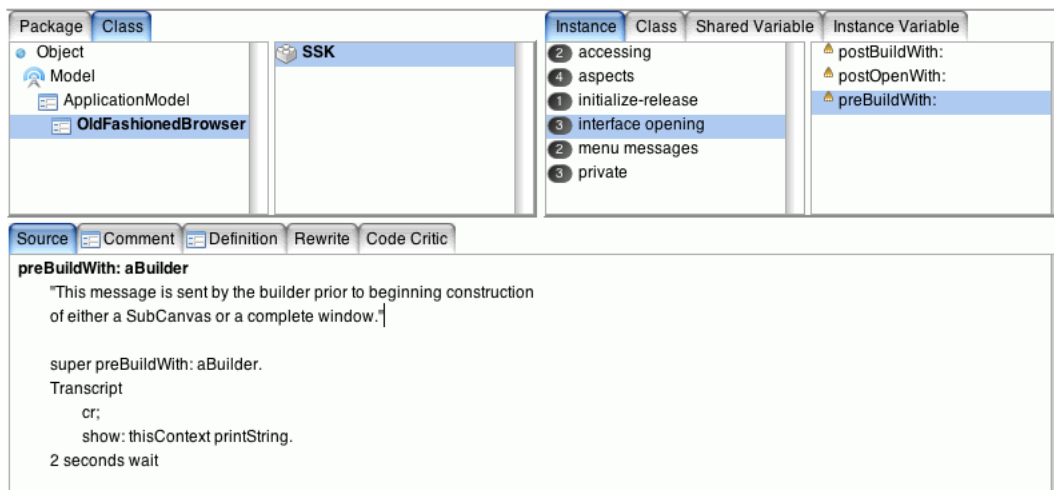 Package Class
Object
Model
ApplicationModel
OldFashionedBrowser
SSK
Instance Class Shared Variable Instance Variable
2 accessing
4 aspects
1 initialize-release
3 interface opening
2 menu messages
3 private
postBuildWith:
postOpenWith:
preBuildWith:
Source Comment Definition Rewrite Code Critic
preBuildWith: aBuilder
"This message is sent by the builder prior to beginning construction
of either a SubCanvas or a complete window."
super preBuildWith: aBuilder.
Transcript
cr;
show: thisContext printString.
2 seconds wait